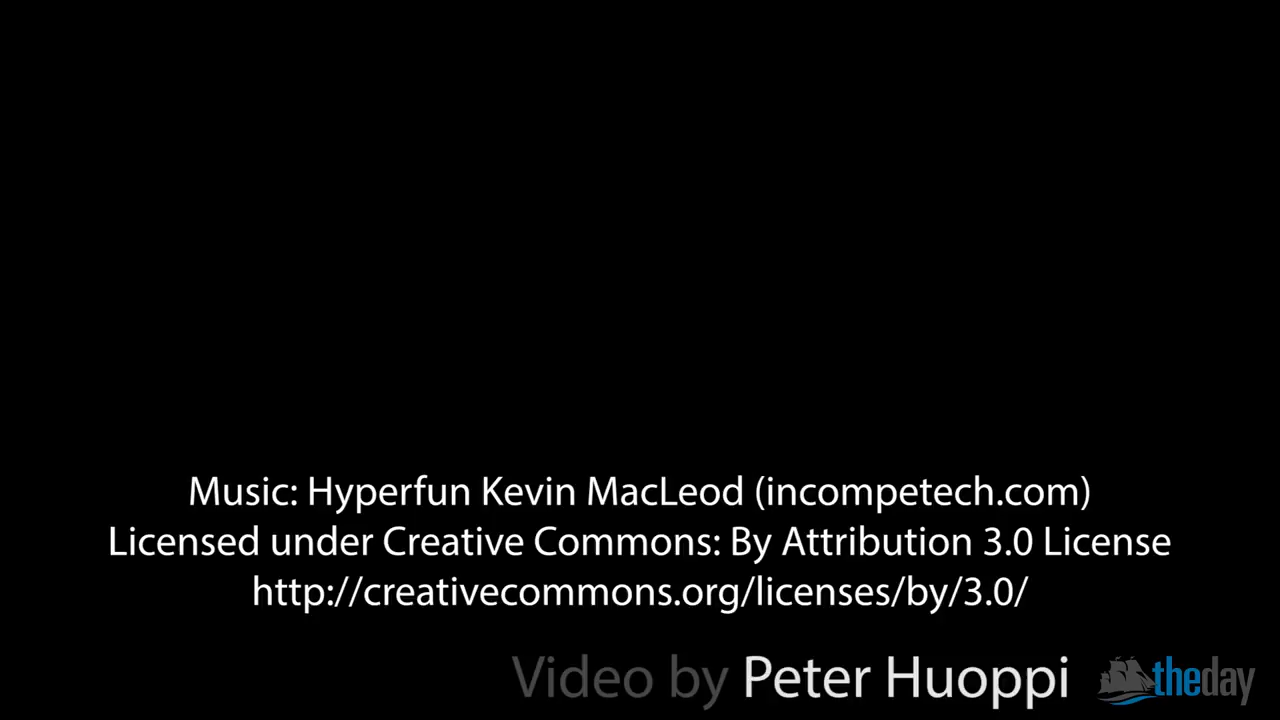 Music: Hyperfun Kevin MacLeod (incompetech.com)
Licensed under Creative Commons: By Attribution 3.0 License
http://creativecommons.org/licenses/by/3.0/
Video by Peter Huoppi theday